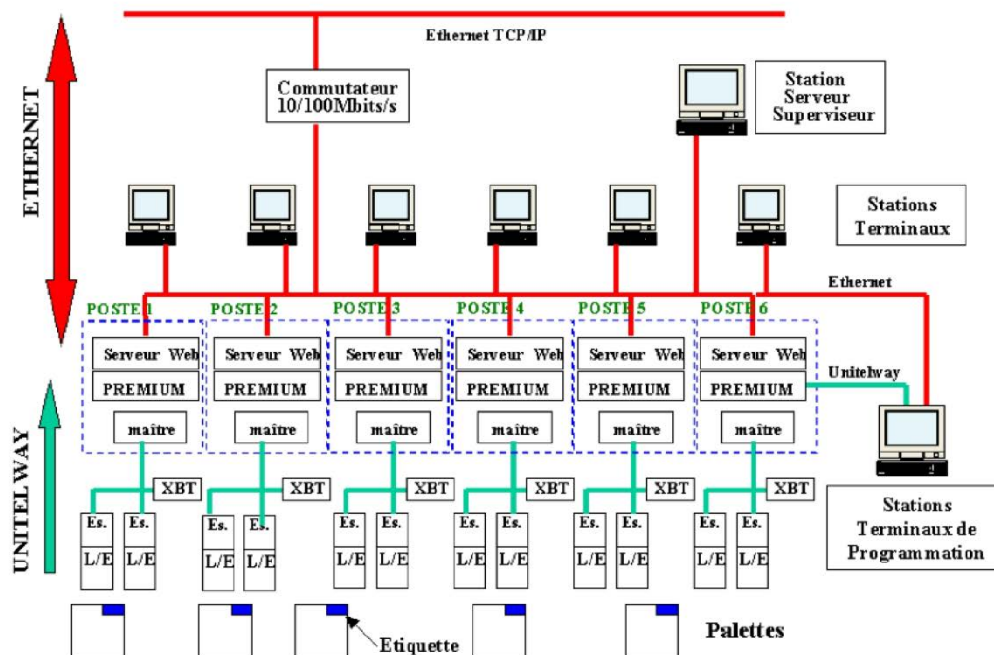 Ethernet TCP/IP
Commutateur
10/100Mbits/s
Station
Serveur
Superviseur
ETHERNET
Stations
Terminaux
Ethernet
POSTE 1
POSTE 2
POSTE 3
POSTE 4
POSTE 5
POSTE 6
Serveur Web
Serveur Web
Serveur Web
Serveur Web
Serveur Web
Serveur Web
PREMIUM
PREMIUM
PREMIUM
PREMIUM
PREMIUM
PREMIUM
Unitelway
maître
maître
maître
maître
maître
maître
UNITELWAY
XBT
XBT
XBT
XBT
XBT
XBT
Es.
Es.
Es.
Es.
Es.
Es.
Es.
Es.
Es.
Es.
Es.
Es.
L/E
L/E
L/E
L/E
L/E
L/E
L/E
L/E
L/E
L/E
L/E
L/E
Stations
Terminaux de
Programmation
Etiquette
Palettes